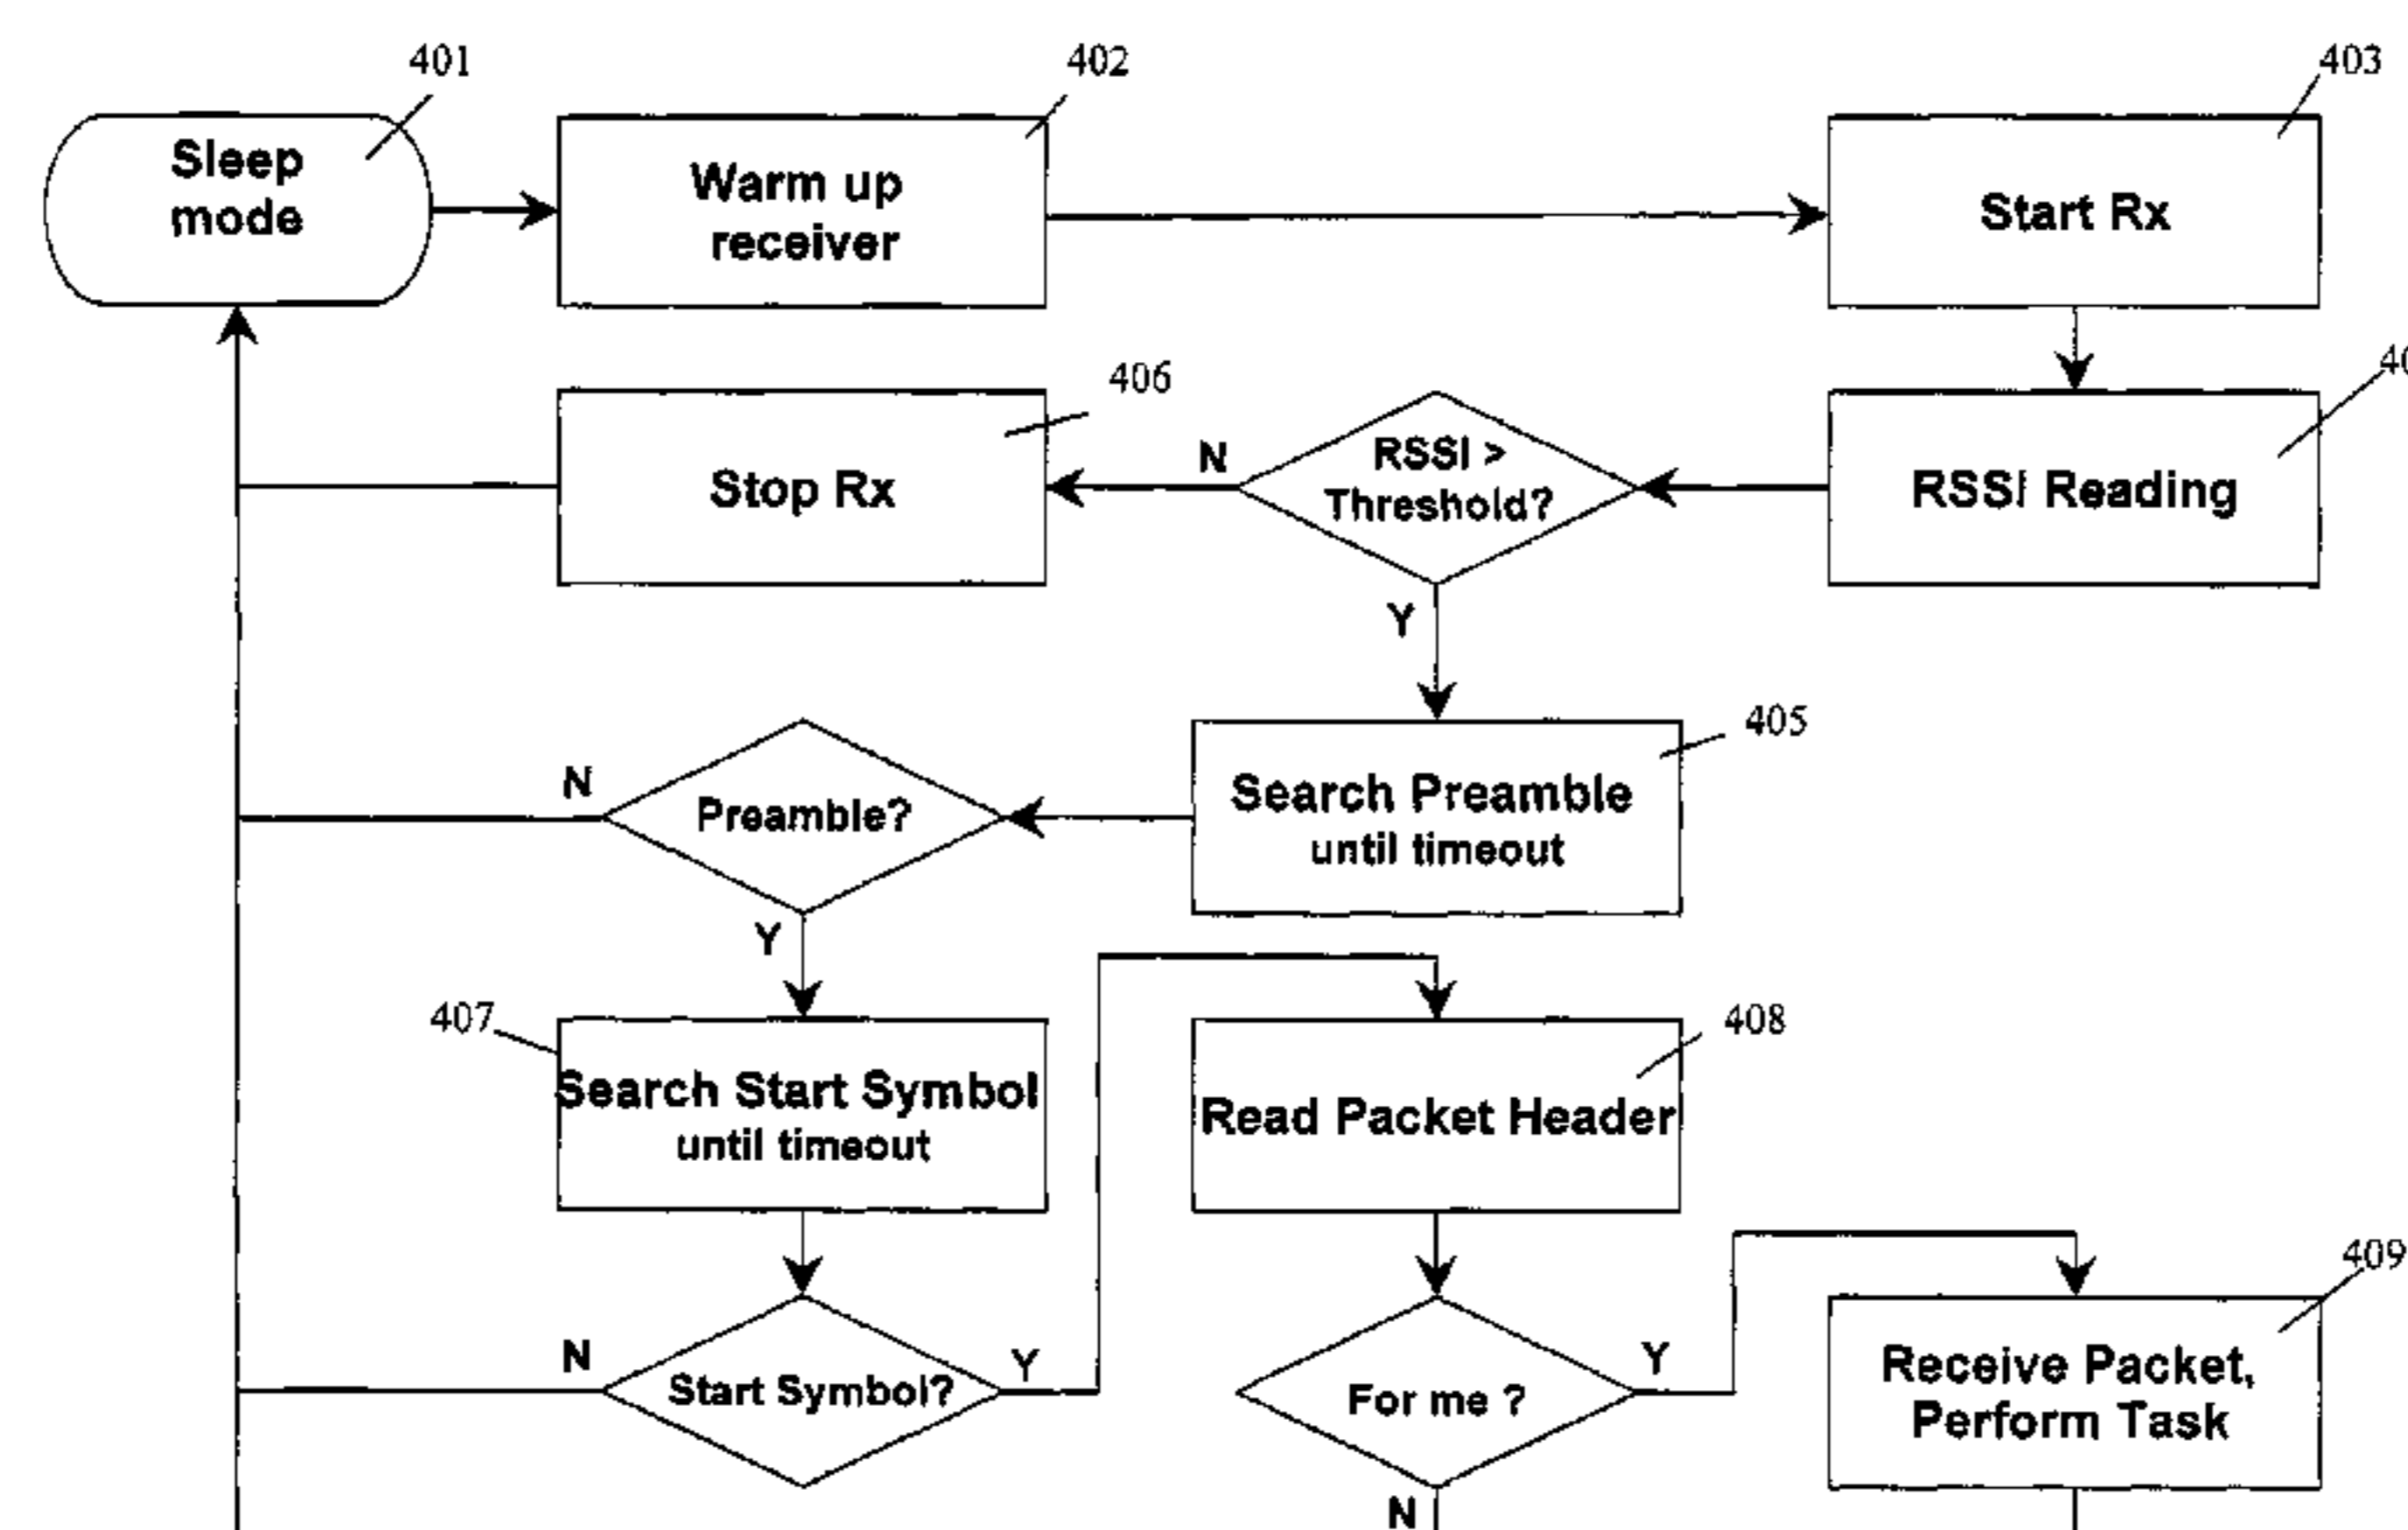 401
402
403
Sleep
mode
Warm up
receiver
Start Rx
406
Stop Rx
N
RSSI >
Threshold?
RSSI Reading
Y
405
N
Preamble?
Search Preamble
until timeout
Y
407
408
Search Start Symbol
until timeout
Read Packet Header
409
N
Start Symbol?
Y
For me ?
Y
Receive Packet,
Perform Task
N